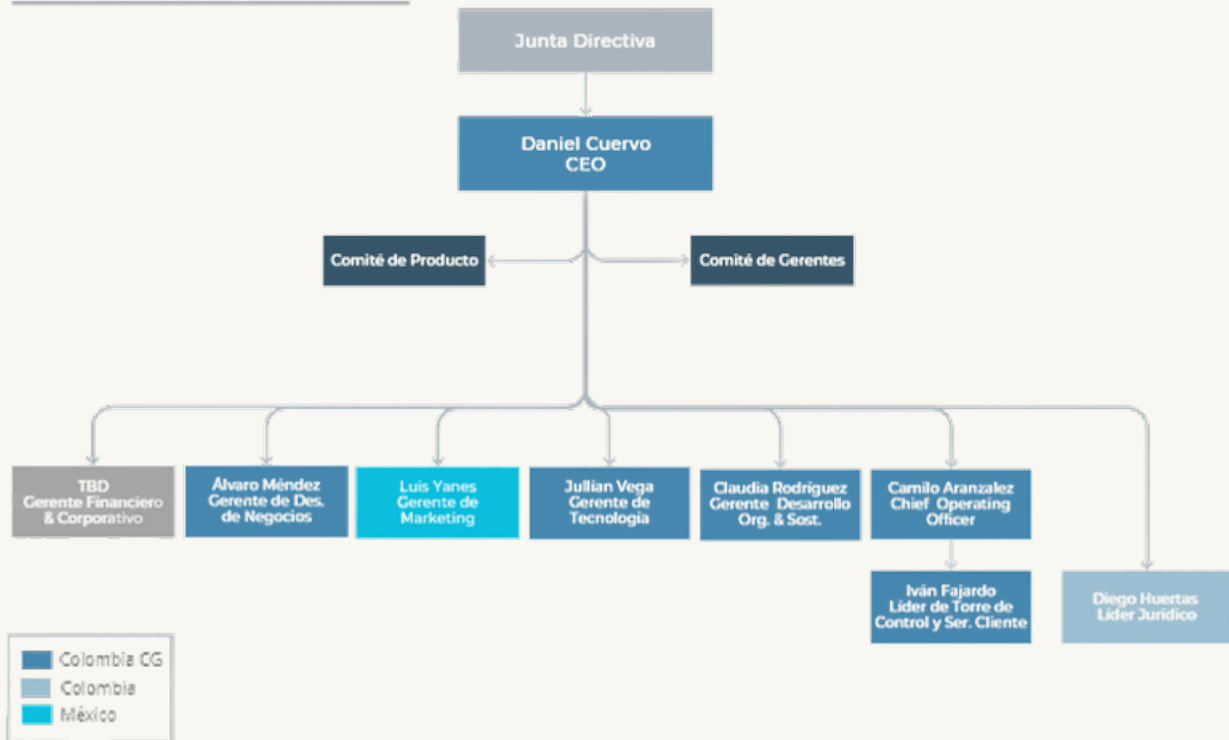 Junta Directiva
Daniel Cuervo
CEO
Comité de Producto
Comité de Gerentes
TBD
Gerente Financiero
& Corporativo
Álvaro Méndez
Gerente de Des.
de Negocios
Luis Yanes
Gerente de
Marketing
Jullian Vega
Gerente de
Tecnología
Claudia Rodriguez
Gerente Desarrollo
Org. & Sost.
Camilo Aranzalez
Chief Operating
Officer
Iván Fajardo
Líder de Torre de
Control y Ser. Cliente
Diego Huertas
Líder Jurídico
Colombia CG
Colombia
México